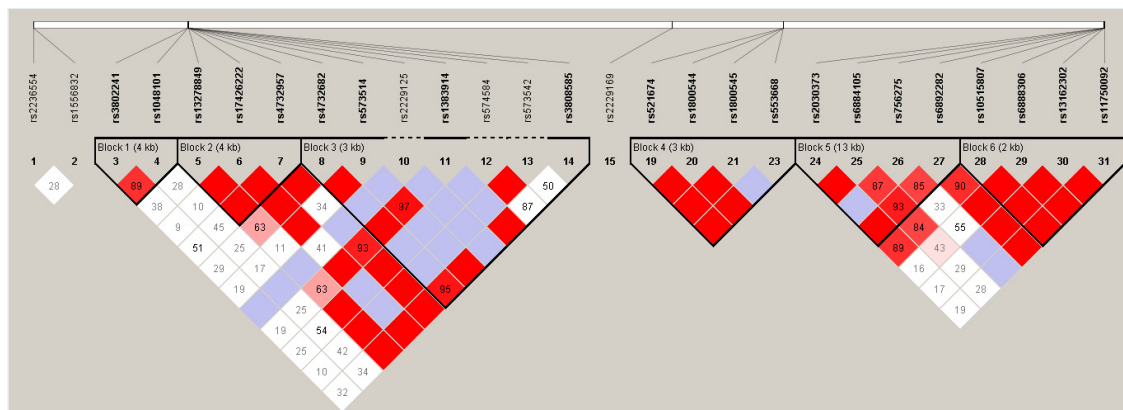 rs2236554 rs1556832 rs3802241 rs1048101 rs13278849 rs17426222 rs4732957 rs4732682 rs573514 rs2229125 rs1383914 rs574584 rs573542 rs3808585 rs2229169 rs521674 rs1800544 rs1800545 rs553668 rs2030373 rs6884105 rs756275 rs6892282 rs10515807 rs6888306 rs13162302 rs11750092
Block 1 (4 kb) Block 2 (4 kb) Block 3 (3 kb) Block 4 (3 kb) Block 5 (13 kb) Block 6 (2 kb)
1 2 3 4 5 6 7 8 9 10 11 12 13 14 15 19 20 21 23 24 25 26 27 28 29 30 31
28 89 28 50 87 85 90
38 10 34 97 87 93 33
9 45 63 84 55
51 25 11 41 93 89 43
29 17 16 29
19 63 95 17 28
25 19
19 54
25 42
10 34
32